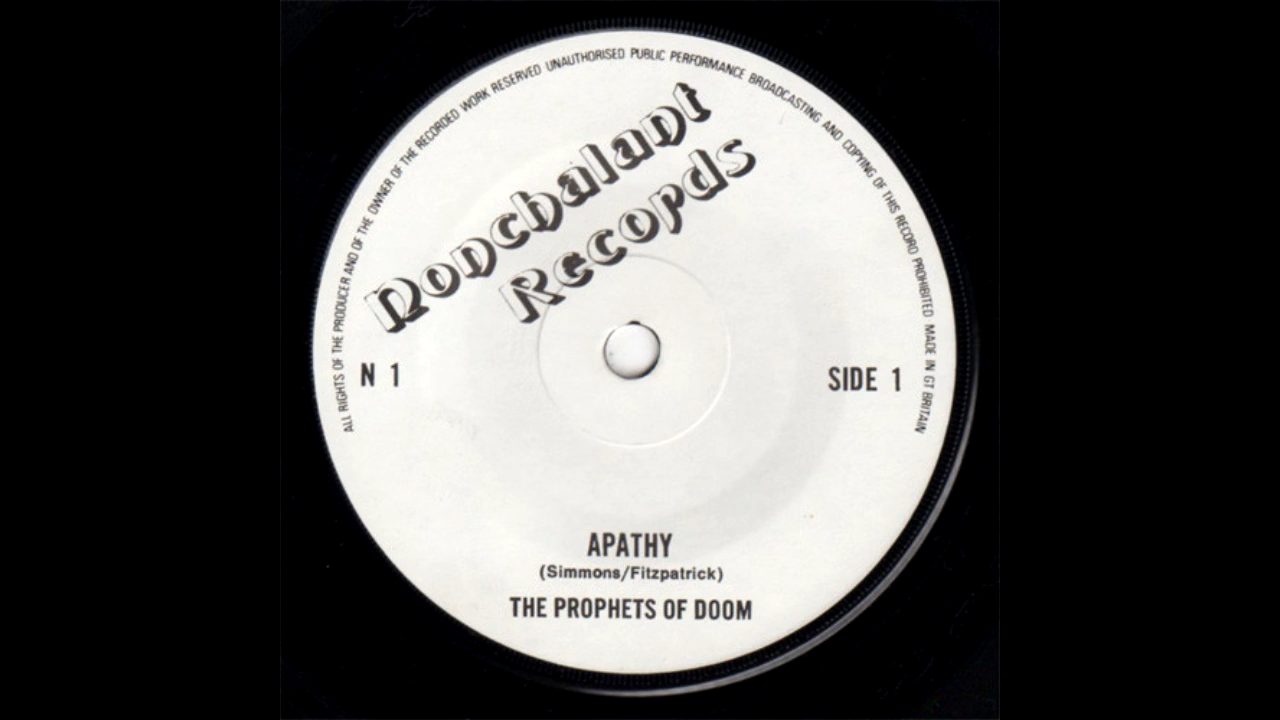 ALL RIGHTS OF THE PRODUCER AND OF THE OWNER OF THE RECORDED WORK RESERVED UNAUTHORISED PUBLIC PERFORMANCE BROADCASTING AND COPYING OF THIS RECORD PROHIBITED MADE IN GT BRITAIN
Nonchalant
Records
N 1
SIDE 1
APATHY
(Simmons/Fitzpatrick)
THE PROPHETS OF DOOM